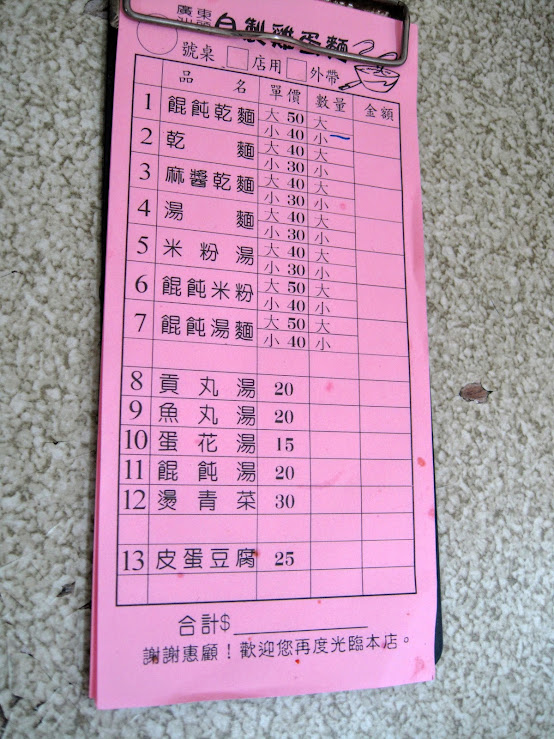 廣東
汕頭 自製雞蛋麵
號桌 店用 外帶
品名 單價 數量 金額
1 餛飩乾麵 大 50 大
小 40 小
2 乾麵 大 40 大
小 30 小
3 麻醬乾麵 大 40 大
小 30 小
4 湯麵 大 40 大
小 30 小
5 米粉湯 大 40 大
小 30 小
6 餛飩米粉 大 50 大
小 40 小
7 餛飩湯麵 大 50 大
小 40 小
8 貢丸湯 20
9 魚丸湯 20
10 蛋花湯 15
11 餛飩湯 20
12 燙青菜 30
13 皮蛋豆腐 25
合計$
謝謝惠顧！歡迎您再度光臨本店。